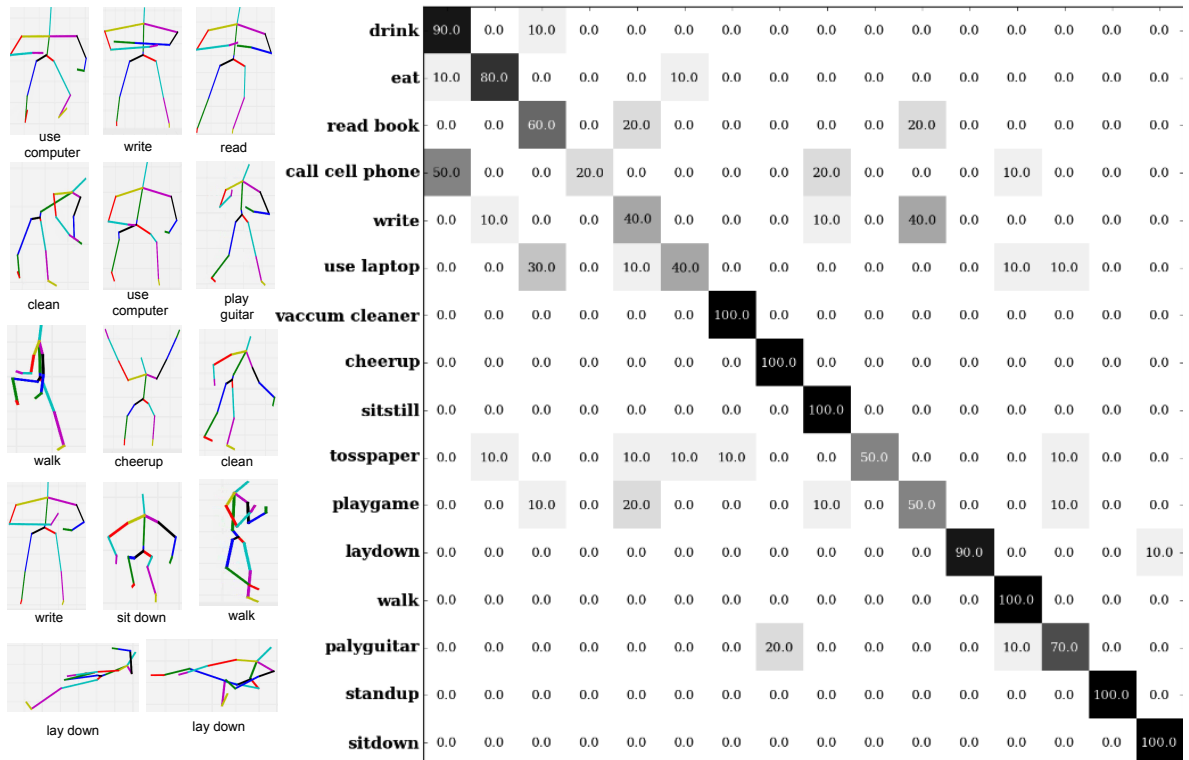 use
computer
write
read
clean
use
computer
play
guitar
walk
cheerup
clean
write
sit down
walk
lay down
lay down
drink 90.0 0.0 10.0 0.0 0.0 0.0 0.0 0.0 0.0 0.0 0.0 0.0 0.0 0.0 0.0 0.0
eat 10.0 80.0 0.0 0.0 0.0 10.0 0.0 0.0 0.0 0.0 0.0 0.0 0.0 0.0 0.0 0.0
read book 0.0 0.0 60.0 0.0 20.0 0.0 0.0 0.0 0.0 0.0 20.0 0.0 0.0 0.0 0.0 0.0
call cell phone 50.0 0.0 0.0 20.0 0.0 0.0 0.0 0.0 20.0 0.0 0.0 0.0 10.0 0.0 0.0 0.0
write 0.0 10.0 0.0 0.0 40.0 0.0 0.0 0.0 10.0 0.0 40.0 0.0 0.0 0.0 0.0 0.0
use laptop 0.0 0.0 30.0 0.0 10.0 40.0 0.0 0.0 0.0 0.0 0.0 0.0 10.0 10.0 0.0 0.0
vaccum cleaner 0.0 0.0 0.0 0.0 0.0 0.0 100.0 0.0 0.0 0.0 0.0 0.0 0.0 0.0 0.0 0.0
cheerup 0.0 0.0 0.0 0.0 0.0 0.0 0.0 100.0 0.0 0.0 0.0 0.0 0.0 0.0 0.0 0.0
sitstill 0.0 0.0 0.0 0.0 0.0 0.0 0.0 0.0 100.0 0.0 0.0 0.0 0.0 0.0 0.0 0.0
tosspaper 0.0 10.0 0.0 0.0 10.0 10.0 10.0 0.0 0.0 50.0 0.0 0.0 0.0 10.0 0.0 0.0
playgame 0.0 0.0 10.0 0.0 20.0 0.0 0.0 0.0 10.0 0.0 50.0 0.0 0.0 10.0 0.0 0.0
laydown 0.0 0.0 0.0 0.0 0.0 0.0 0.0 0.0 0.0 0.0 0.0 90.0 0.0 0.0 0.0 10.0
walk 0.0 0.0 0.0 0.0 0.0 0.0 0.0 0.0 0.0 0.0 0.0 0.0 100.0 0.0 0.0 0.0
palyguitar 0.0 0.0 0.0 0.0 0.0 0.0 0.0 20.0 0.0 0.0 0.0 0.0 10.0 70.0 0.0 0.0
standup 0.0 0.0 0.0 0.0 0.0 0.0 0.0 0.0 0.0 0.0 0.0 0.0 0.0 0.0 100.0 0.0
sitdown 0.0 0.0 0.0 0.0 0.0 0.0 0.0 0.0 0.0 0.0 0.0 0.0 0.0 0.0 0.0 100.0